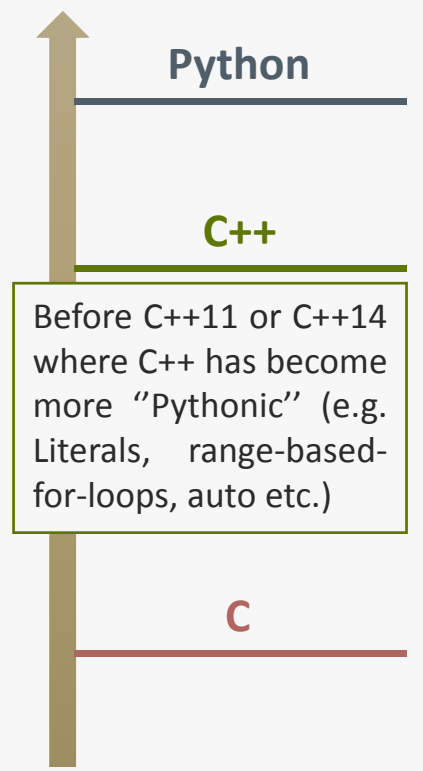 Python
C++
Before C++11 or C++14
where C++ has become
more ‘’Pythonic’’ (e.g.
Literals, range-based-
for-loops, auto etc.)
C